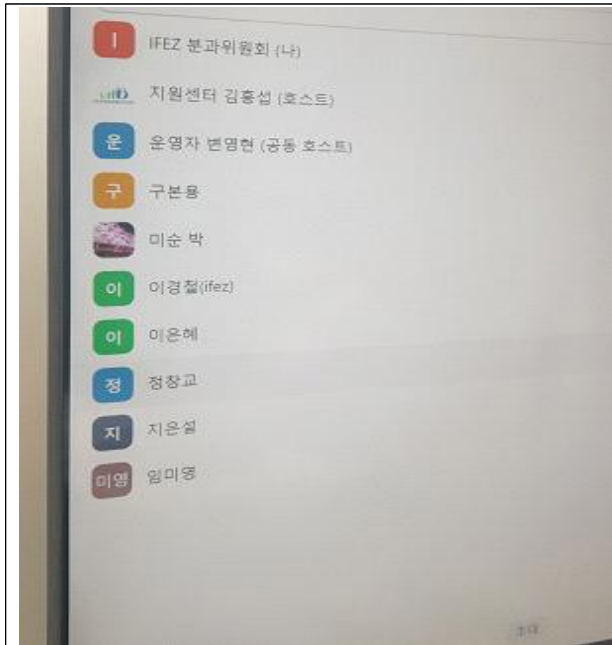 I IFEZ 분과위원회 (나)
지원센터 김홍섭 (호스트)
운 운영자 변영현 (공동 호스트)
구 구본용
미순 박
이 이경철(ifez)
이 이은혜
정 정창교
지 지은설
미영 임미영
초대